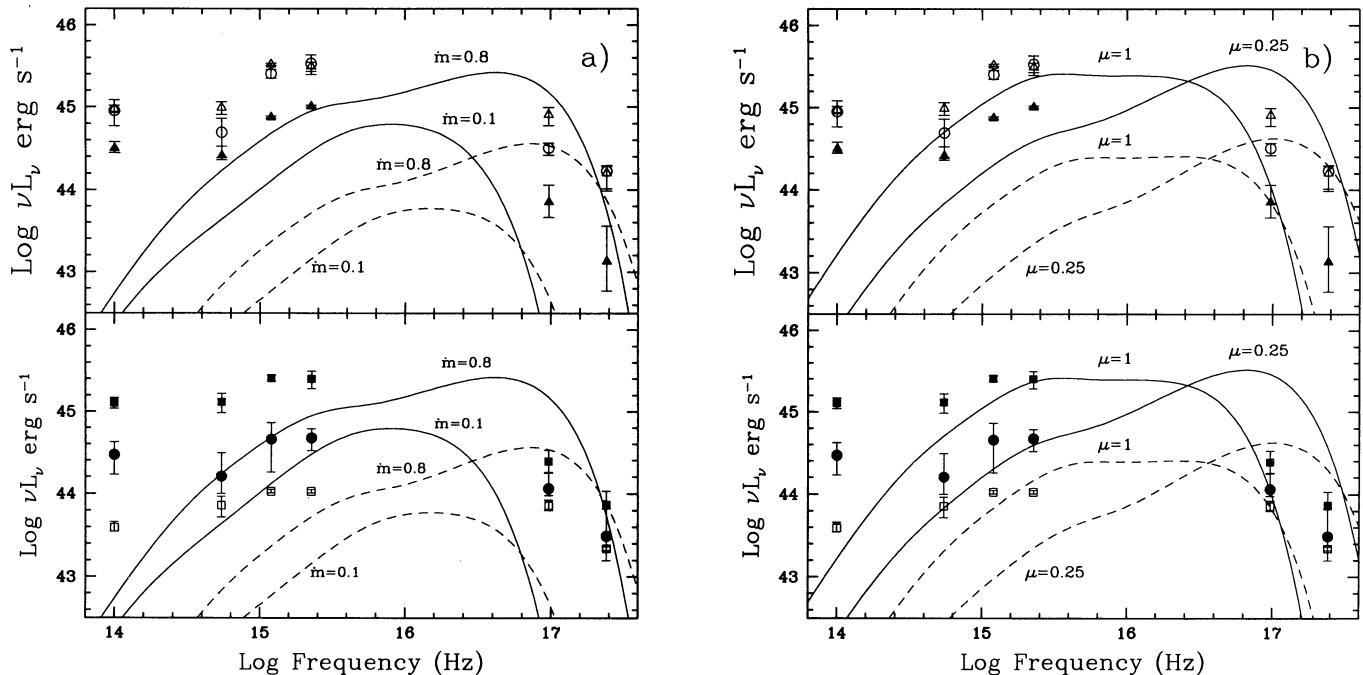 46
45
44
43
Log νL_ν erg s⁻¹
a)
ṁ=0.8
ṁ=0.1
ṁ=0.8
ṁ=0.1
46
45
44
43
Log νL_ν erg s⁻¹
ṁ=0.8
ṁ=0.1
ṁ=0.8
ṁ=0.1
14 15 16 17
Log Frequency (Hz)
46
45
44
43
Log νL_ν erg s⁻¹
b)
μ=1
μ=0.25
μ=1
μ=0.25
46
45
44
43
Log νL_ν erg s⁻¹
μ=1
μ=0.25
μ=1
μ=0.25
14 15 16 17
Log Frequency (Hz)